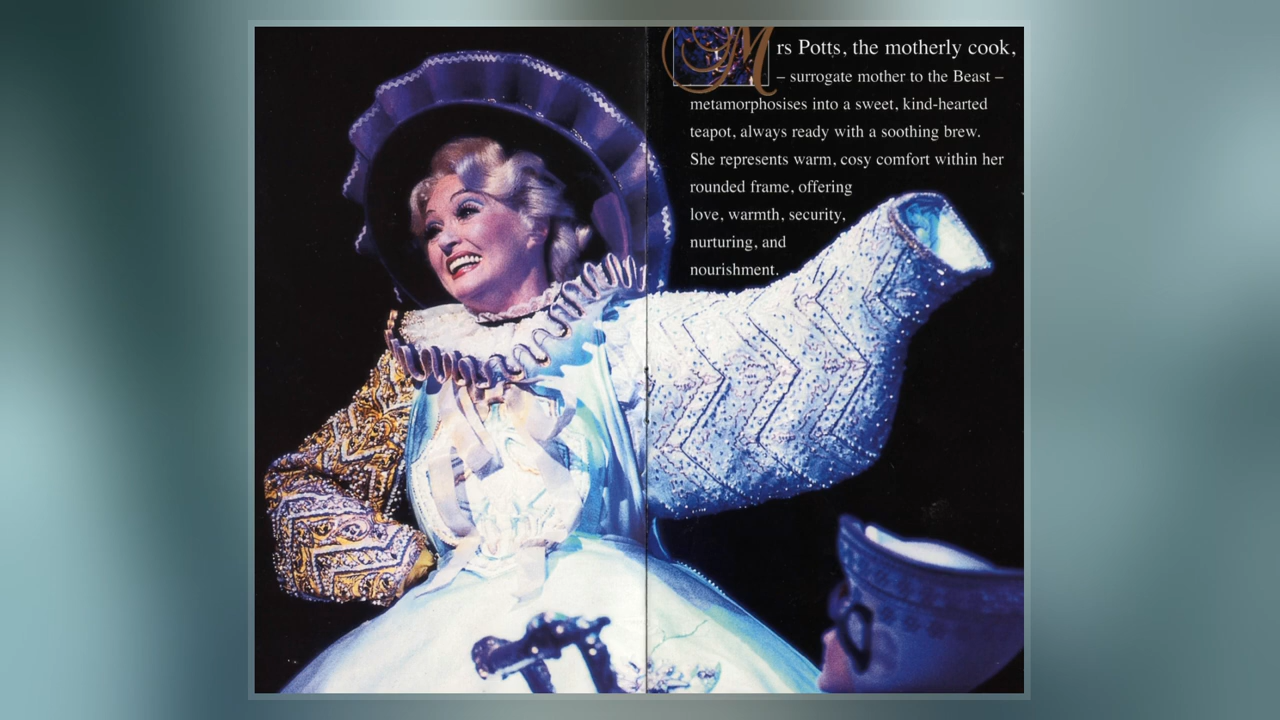 Mrs Potts, the motherly cook,
– surrogate mother to the Beast –
metamorphosises into a sweet, kind-hearted
teapot, always ready with a soothing brew.
She represents warm, cosy comfort within her
rounded frame, offering
love, warmth, security,
nurturing, and
nourishment.